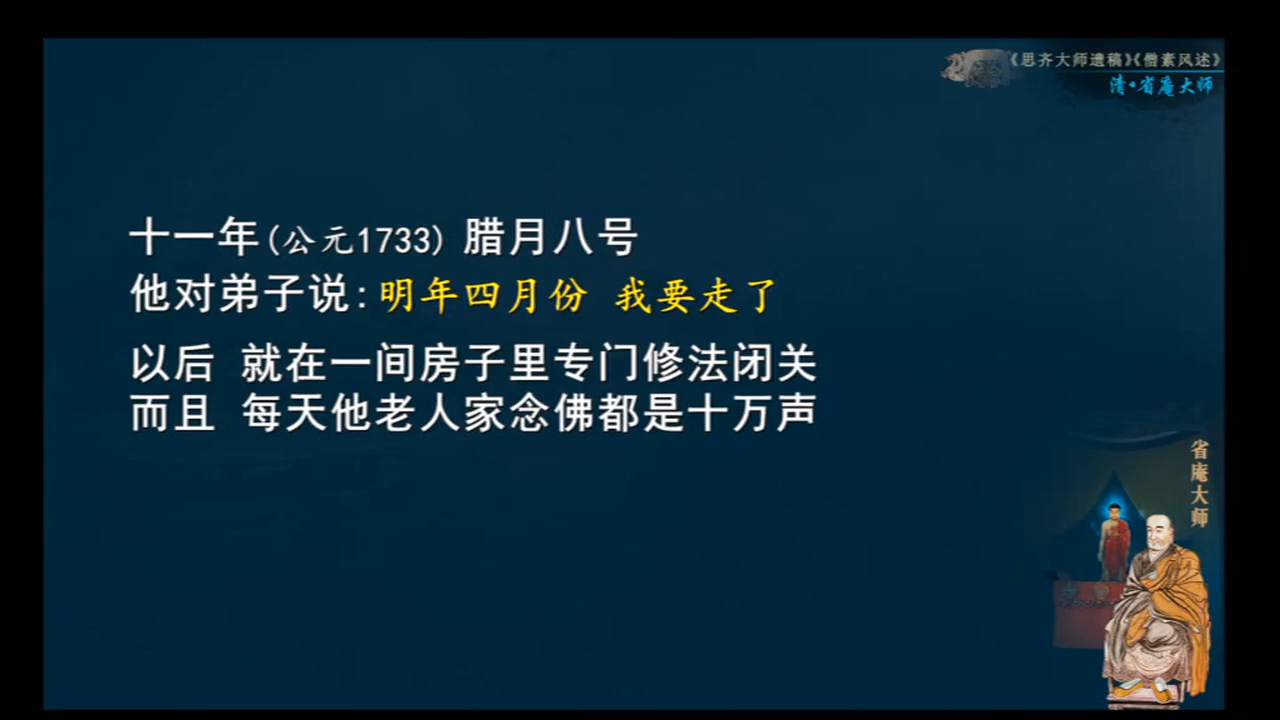 《思齐大师遗稿》《僧素风述》
清·省庵大师
十一年(公元1733) 腊月八号
他对弟子说:明年四月份 我要走了
以后 就在一间房子里专门修法闭关
而且 每天他老人家念佛都是十万声
省庵大师